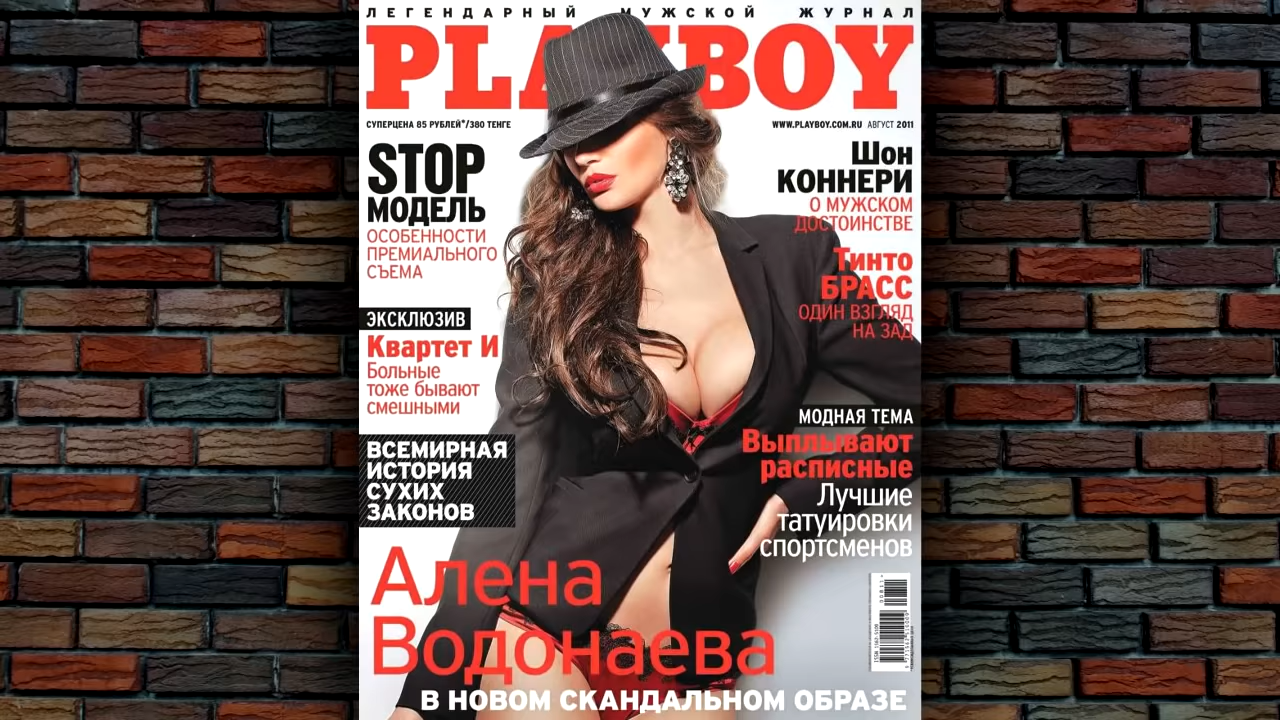 ЛЕГЕНДАРНЫЙ МУЖСКОЙ ЖУРНАЛ
PLAYBOY
СУПЕРЦЕНА 85 РУБЛЕЙ*/380 ТЕНГЕ
WWW.PLAYBOY.COM.RU АВГУСТ 2011
STOP
МОДЕЛЬ
ОСОБЕННОСТИ
ПРЕМИАЛЬНОГО
СЪЕМА
Шон
КОННЕРИ
О МУЖСКОМ
ДОСТОИНСТВЕ
Тинто
БРАСС
ОДИН ВЗГЛЯД
НА ЗАД
ЭКСКЛЮЗИВ
Квартет И
Больные
тоже бывают
смешными
ВСЕМИРНАЯ
ИСТОРИЯ
СУХИХ
ЗАКОНОВ
МОДНАЯ ТЕМА
Выплывают
расписные
Лучшие
татуировки
спортсменов
Алена
Водонаева
В НОВОМ СКАНДАЛЬНОМ ОБРАЗЕ